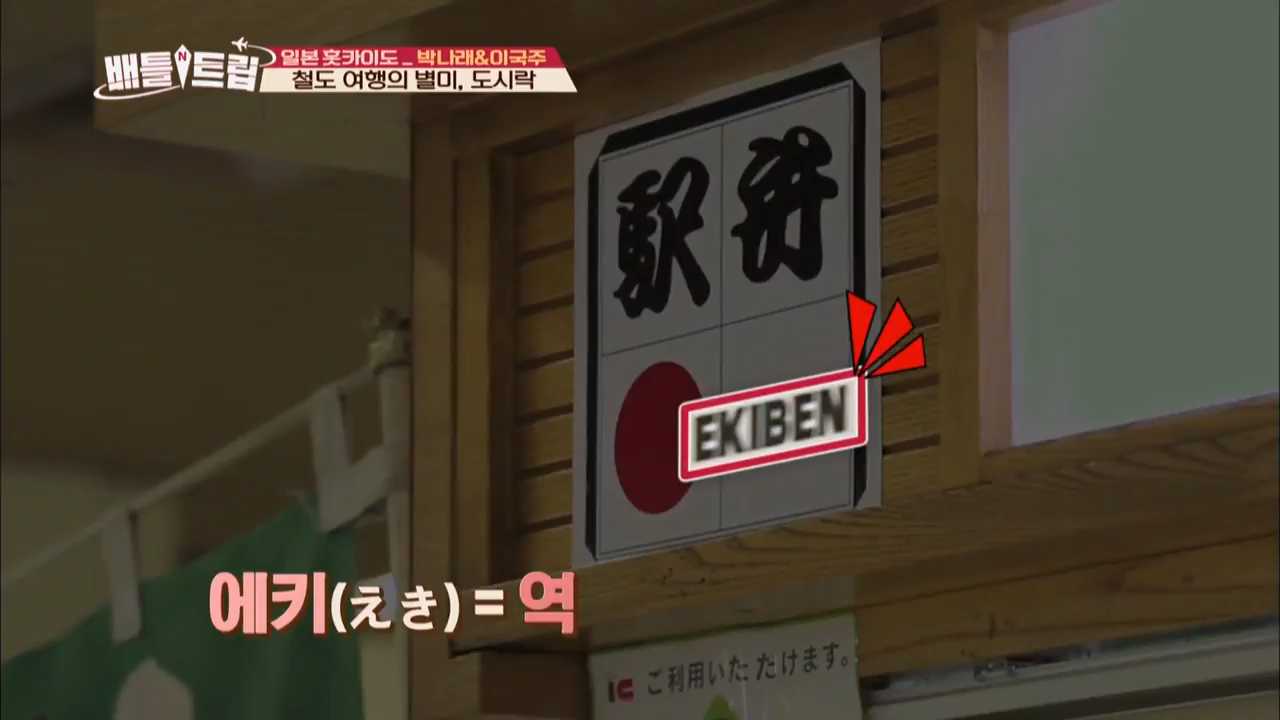 배틀트립
일본 홋카이도_박나래&이국주
철도 여행의 별미, 도시락
駅弁
EKIBEN
에키(えき) = 역
IC ご利用いただけます。